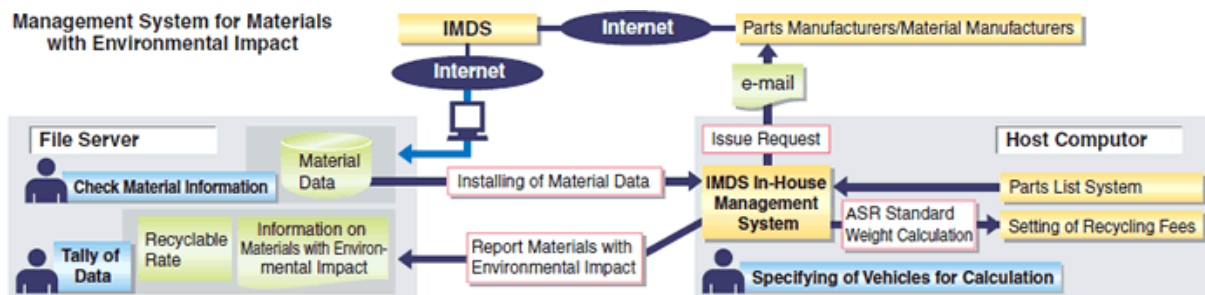 Management System for Materials
with Environmental Impact
IMDS
Internet
Parts Manufacturers/Material Manufacturers
Internet
e-mail
File Server
Material
Data
Check Material Information
Issue Request
Host Computor
Installing of Material Data
IMDS In-House
Management
System
Parts List System
ASR Standard
Weight Calculation
Setting of Recycling Fees
Recyclable
Rate
Information on
Materials with Environ-
mental Impact
Tally of
Data
Report Materials with
Environmental Impact
Specifying of Vehicles for Calculation